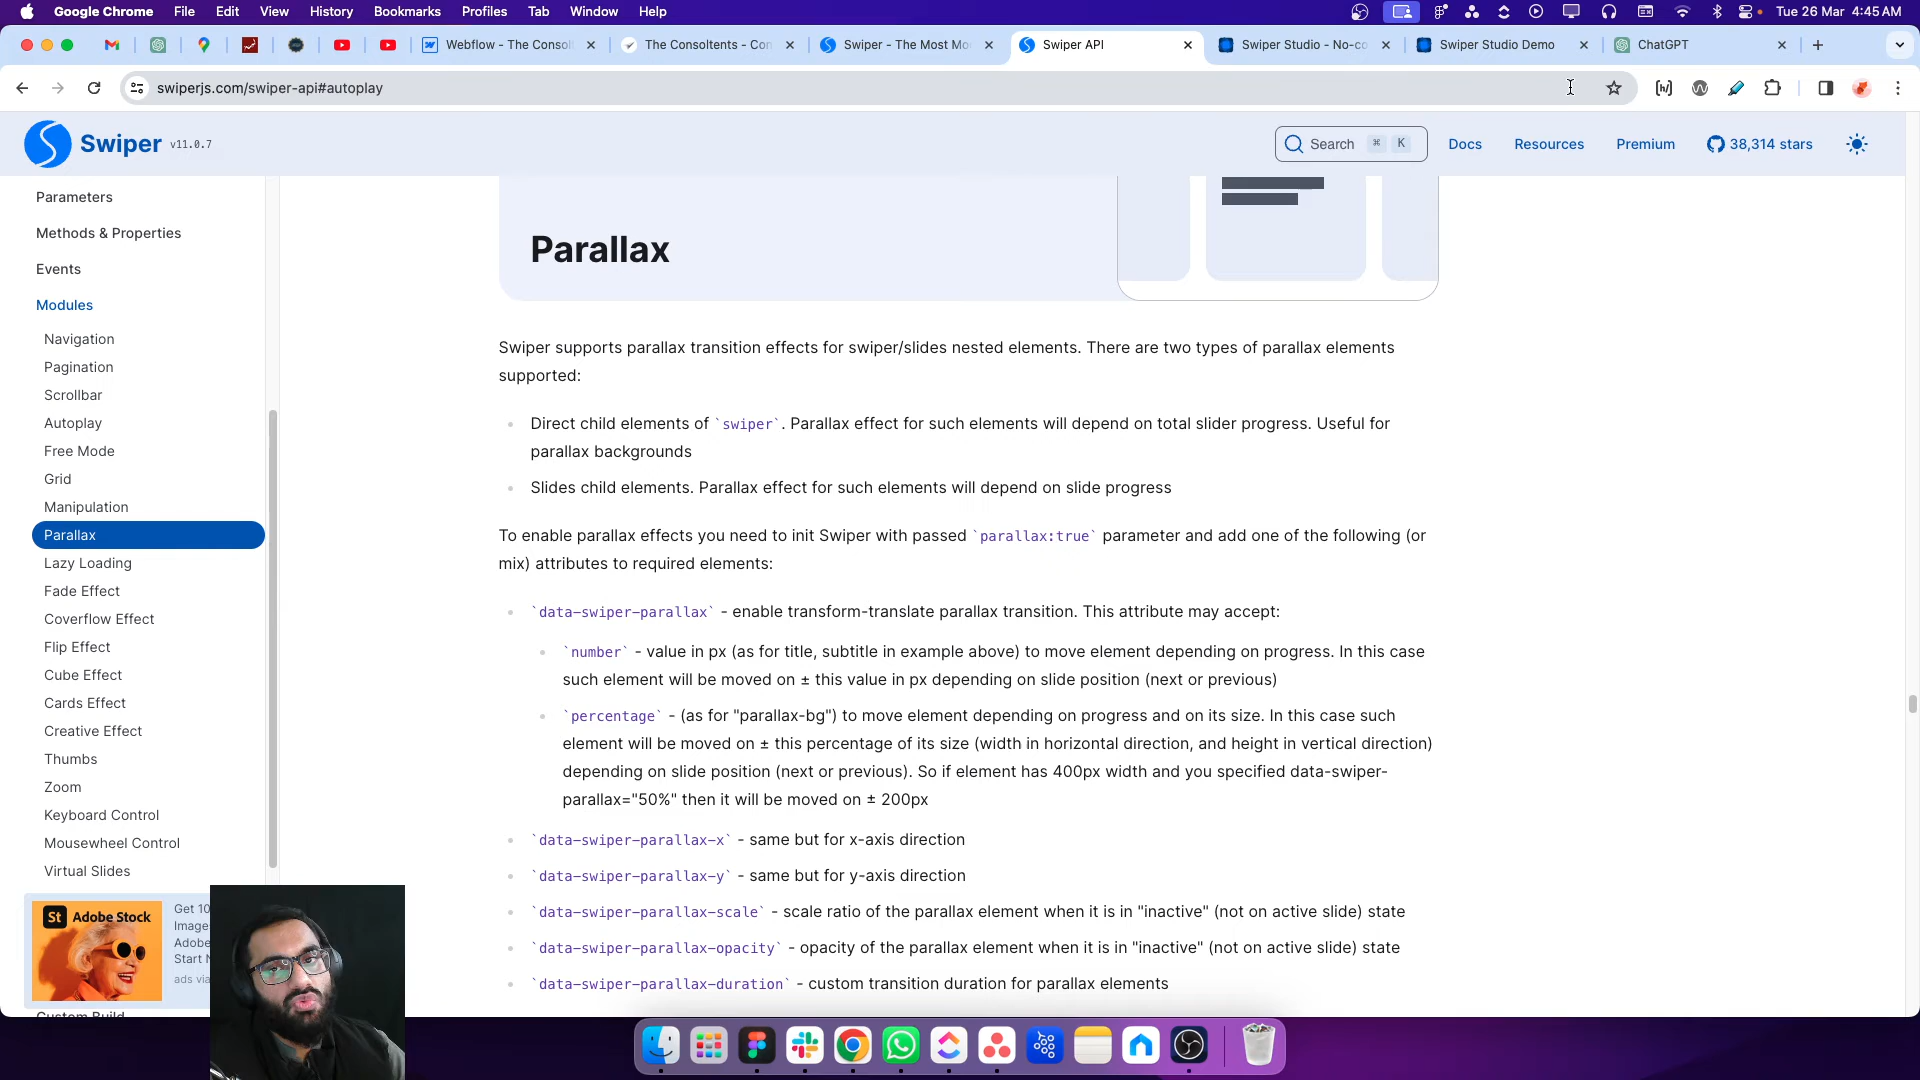 Google Chrome File Edit View History Bookmarks Profiles Tab Window Help
Tue 26 Mar 4:45 AM
Webflow - The Consol
The Consoltents - Con
Swiper - The Most Mo
Swiper API
Swiper Studio - No-co
Swiper Studio Demo
ChatGPT
swiperjs.com/swiper-api#autoplay
Swiper v11.0.7
Search ⌘ K
Docs
Resources
Premium
38,314 stars
Parameters
Methods & Properties
Events
Modules
Navigation
Pagination
Scrollbar
Autoplay
Free Mode
Grid
Manipulation
Parallax
Lazy Loading
Fade Effect
Coverflow Effect
Flip Effect
Cube Effect
Cards Effect
Creative Effect
Thumbs
Zoom
Keyboard Control
Mousewheel Control
Virtual Slides
St Adobe Stock
Get 10
Image
Adobe
Start
ads via
Custom Build
Parallax
Swiper supports parallax transition effects for swiper/slides nested elements. There are two types of parallax elements
supported:
Direct child elements of `swiper`. Parallax effect for such elements will depend on total slider progress. Useful for
parallax backgrounds
Slides child elements. Parallax effect for such elements will depend on slide progress
To enable parallax effects you need to init Swiper with passed `parallax:true` parameter and add one of the following (or
mix) attributes to required elements:
`data-swiper-parallax` - enable transform-translate parallax transition. This attribute may accept:
`number` - value in px (as for title, subtitle in example above) to move element depending on progress. In this case
such element will be moved on ± this value in px depending on slide position (next or previous)
`percentage` - (as for "parallax-bg") to move element depending on progress and on its size. In this case such
element will be moved on ± this percentage of its size (width in horizontal direction, and height in vertical direction)
depending on slide position (next or previous). So if element has 400px width and you specified data-swiper-
parallax="50%" then it will be moved on ± 200px
`data-swiper-parallax-x` - same but for x-axis direction
`data-swiper-parallax-y` - same but for y-axis direction
`data-swiper-parallax-scale` - scale ratio of the parallax element when it is in "inactive" (not on active slide) state
`data-swiper-parallax-opacity` - opacity of the parallax element when it is in "inactive" (not on active slide) state
`data-swiper-parallax-duration` - custom transition duration for parallax elements